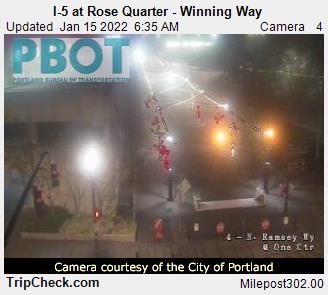 I-5 at Rose Quarter - Winning Way
Updated Jan 15 2022 6:35 AM Camera 4
PBOT
PORTLAND BUREAU OF TRANSPORTATION
4 - N. Ramsey Wy
@ One Ctr
Camera courtesy of the City of Portland
TripCheck.com Milepost302.00